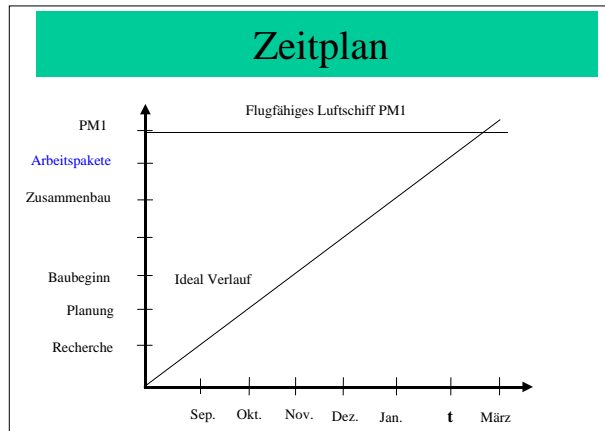 Zeitplan
Flugfähiges Luftschiff PM1
PM1
Arbeitspakete
Zusammenbau
Baubeginn
Ideal Verlauf
Planung
Recherche
Sep. Okt. Nov. Dez. Jan. t März